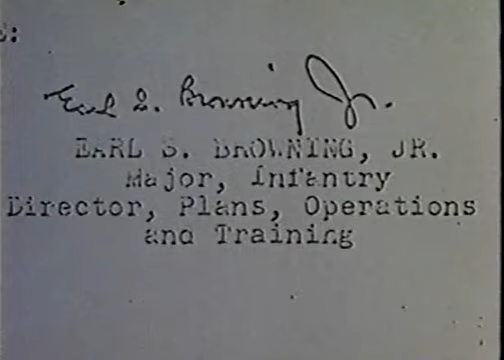 :
Earl S. Browning Jr.
EARL S. BROWNING, JR.
Major, Infantry
Director, Plans, Operations
and Training